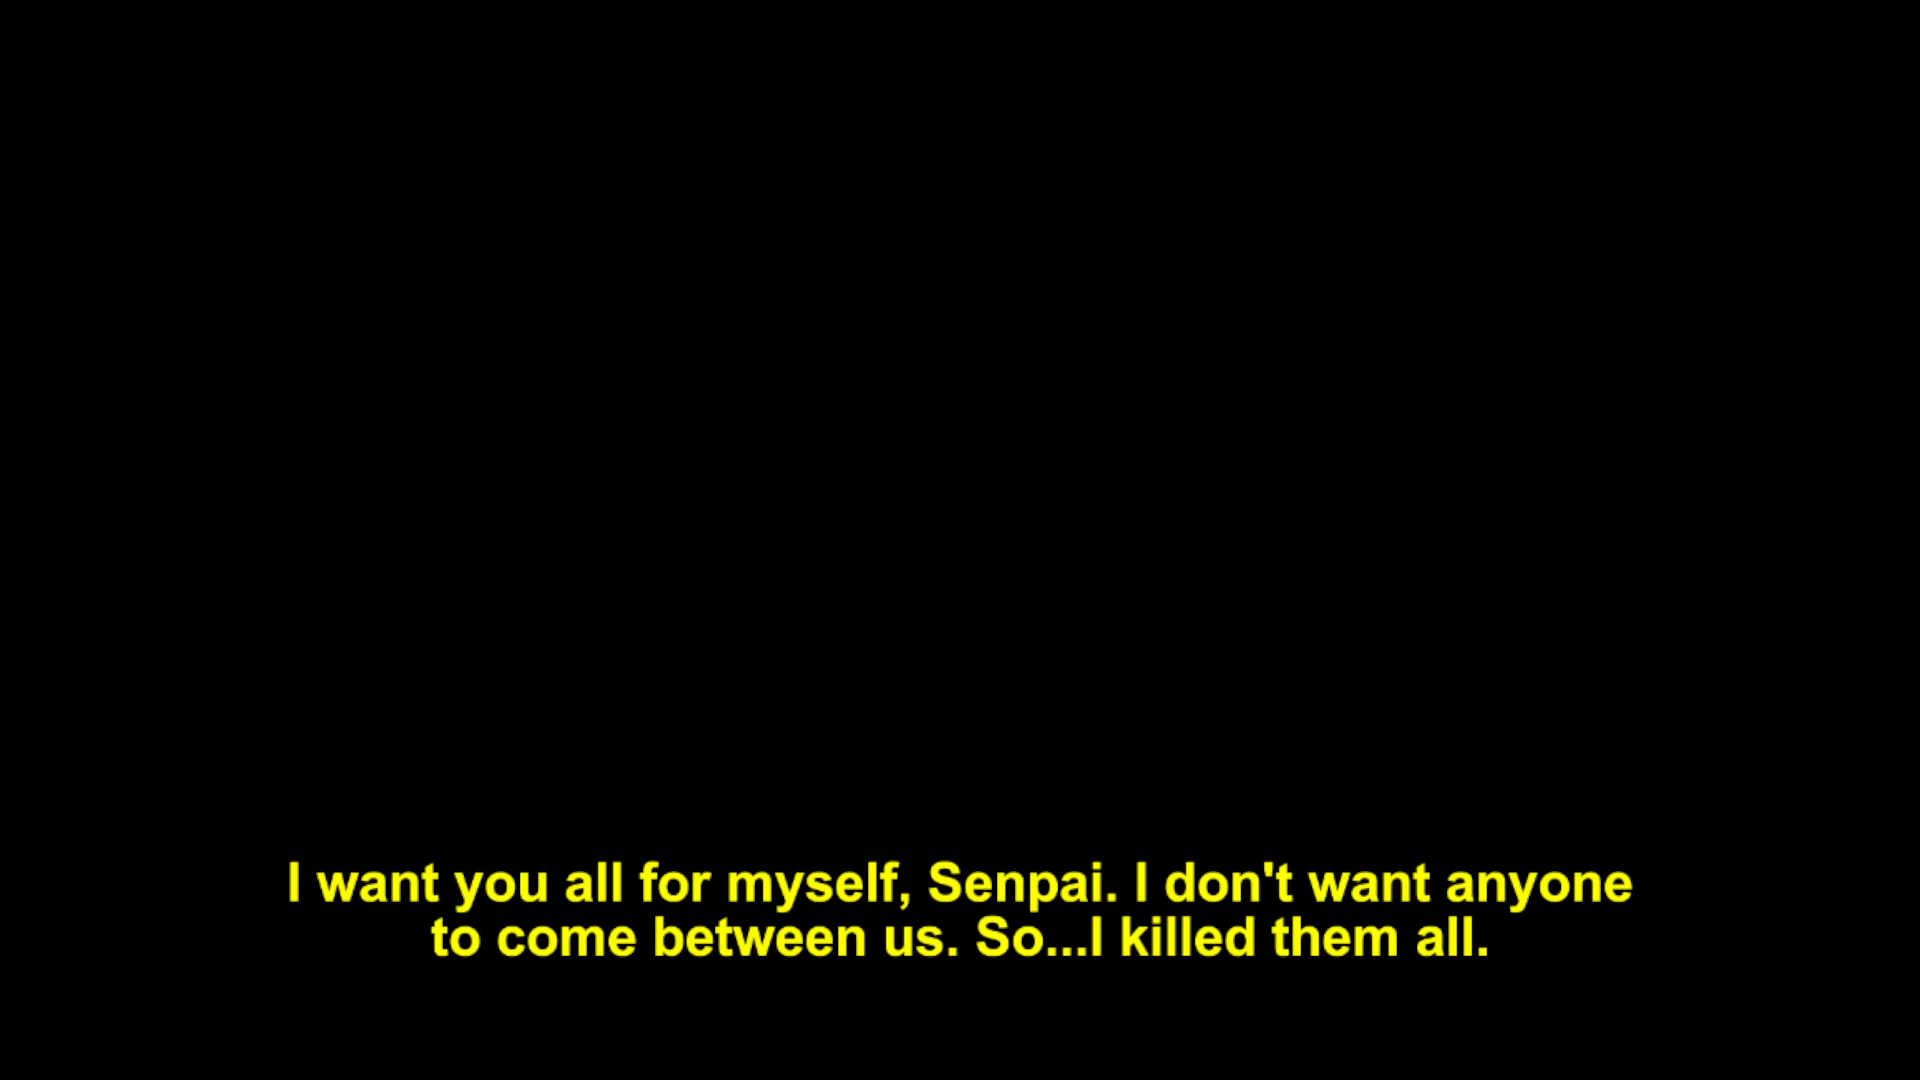 I want you all for myself, Senpai. I don't want anyone
to come between us. So...I killed them all.